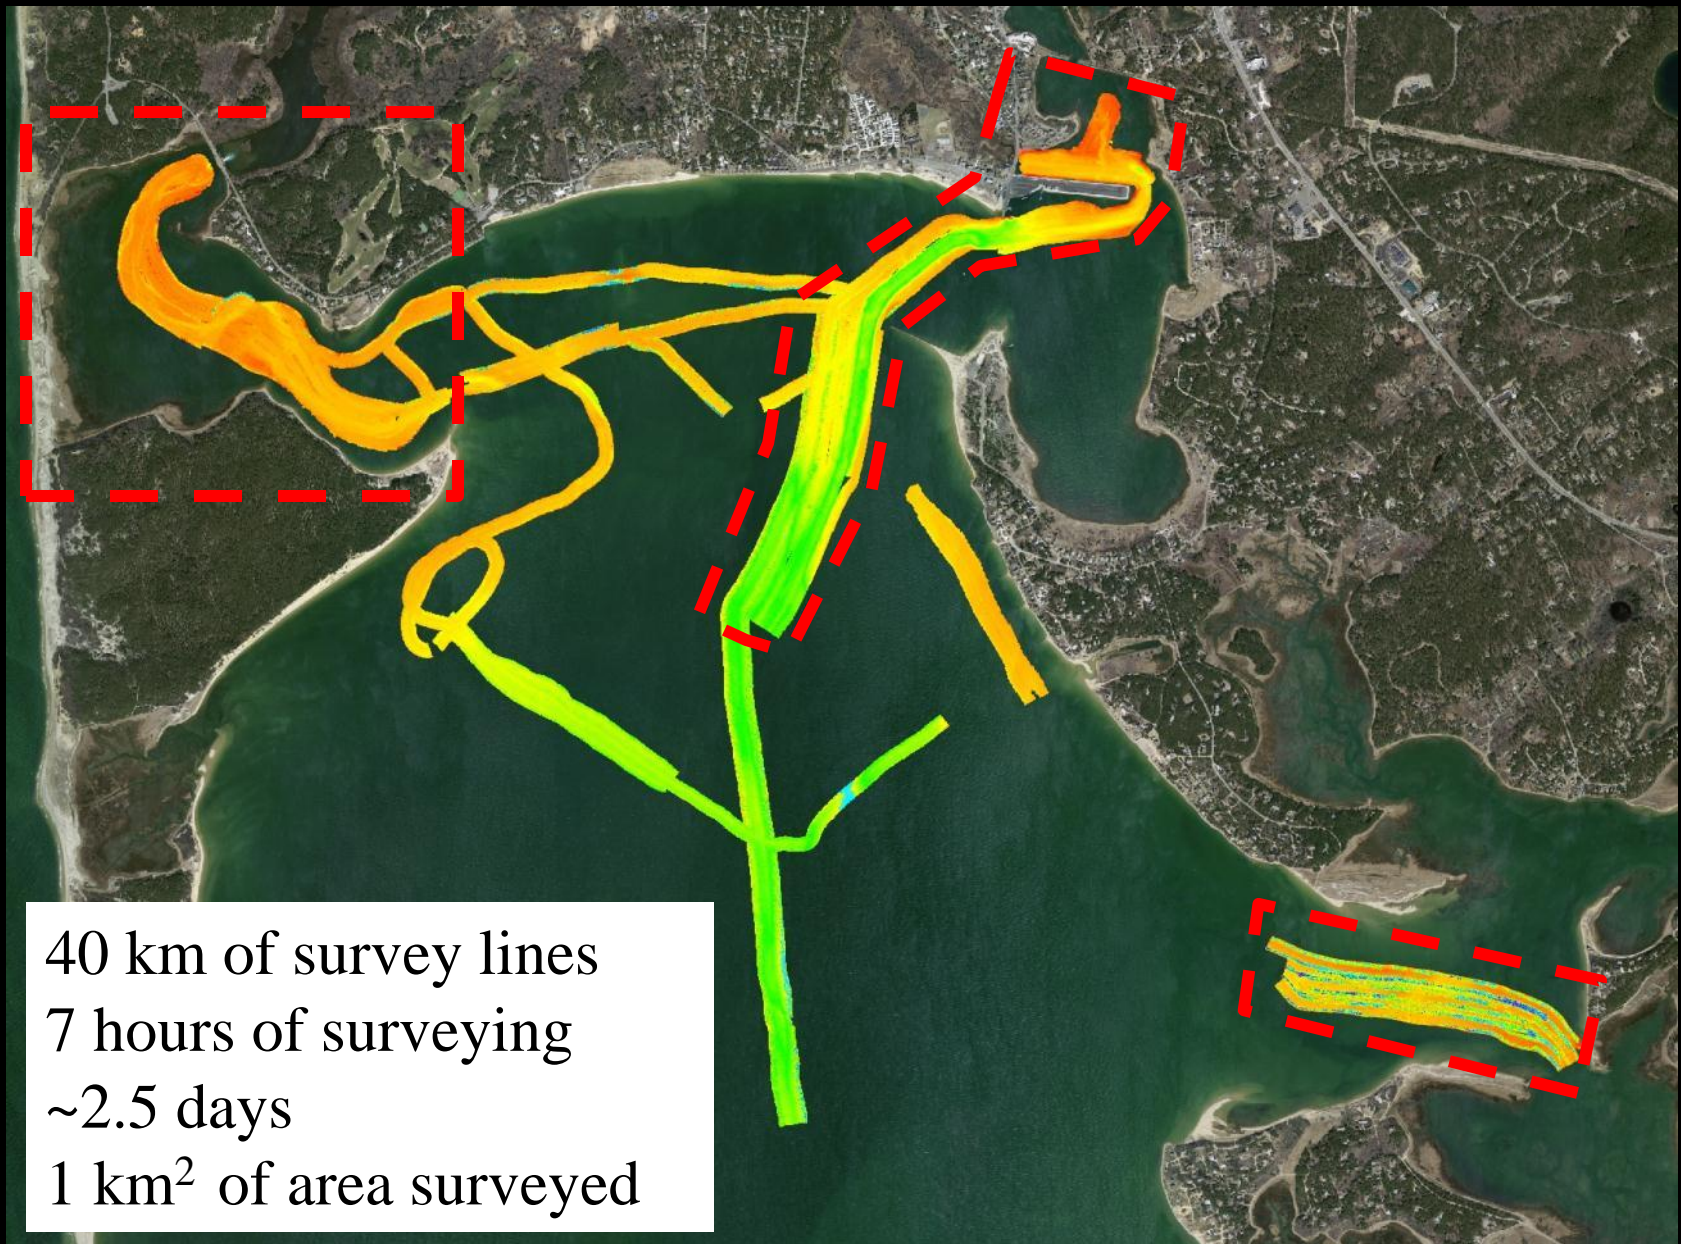 40 km of survey lines
7 hours of surveying
~2.5 days
1 km² of area surveyed